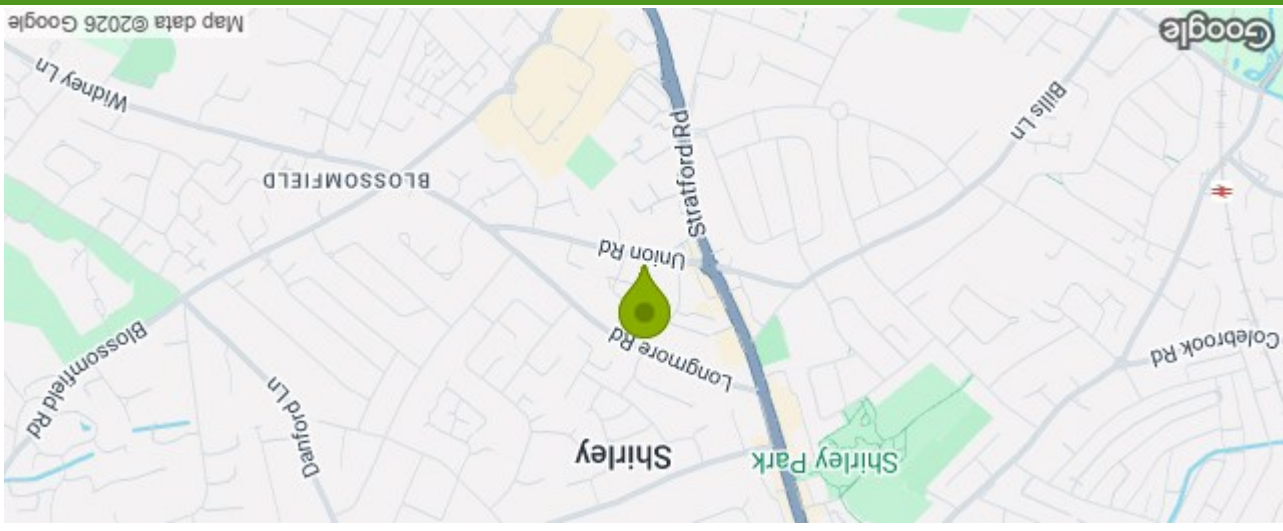 Shirley Park
Shirley
Danford Ln
Blossomfield Rd
Longmore Rd
Colebrook Rd
Union Rd
Stratford Rd
BLOSSOMFIELD
Bills Ln
Widney Ln
Google
Map data ©2026 Google